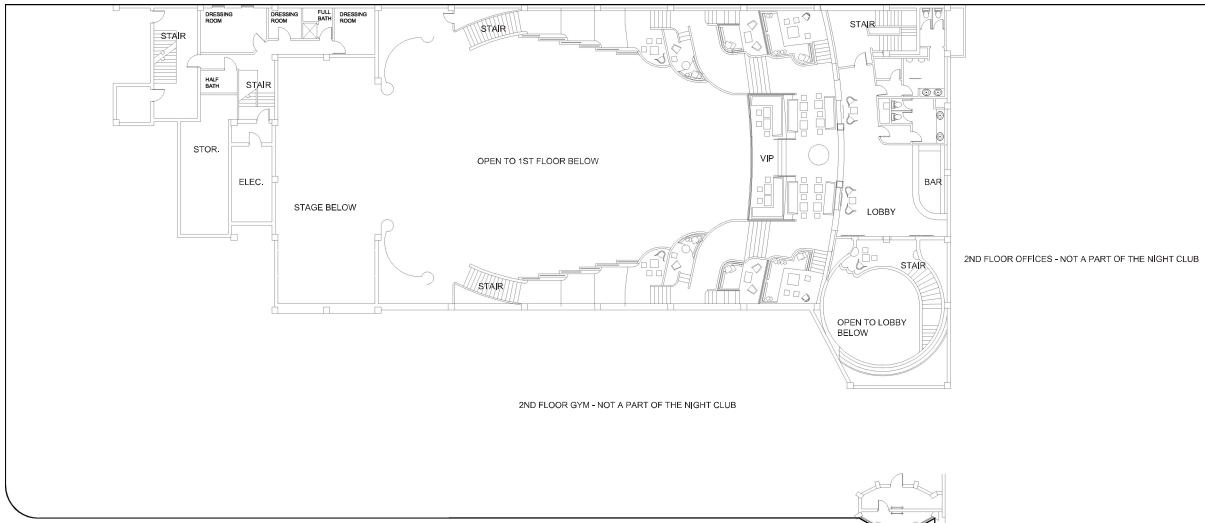 DRESSING
ROOM
DRESSING
ROOM
FULL
BATH
DRESSING
ROOM
STAIR
STAIR
STAIR
HALF
BATH
STAIR
STOR.
ELEC.
OPEN TO 1ST FLOOR BELOW
VIP
BAR
STAGE BELOW
LOBBY
2ND FLOOR OFFICES - NOT A PART OF THE NIGHT CLUB
STAIR
STAIR
OPEN TO LOBBY
BELOW
2ND FLOOR GYM - NOT A PART OF THE NIGHT CLUB